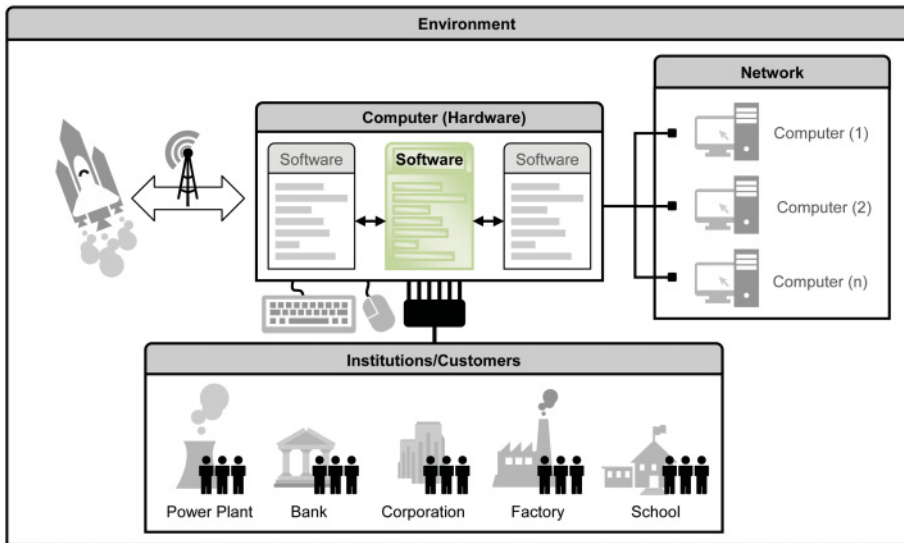 Environment
Network
Computer (Hardware)
Software
Software
Software
Computer (1)
Computer (2)
Computer (n)
Institutions/Customers
Power Plant
Bank
Corporation
Factory
School